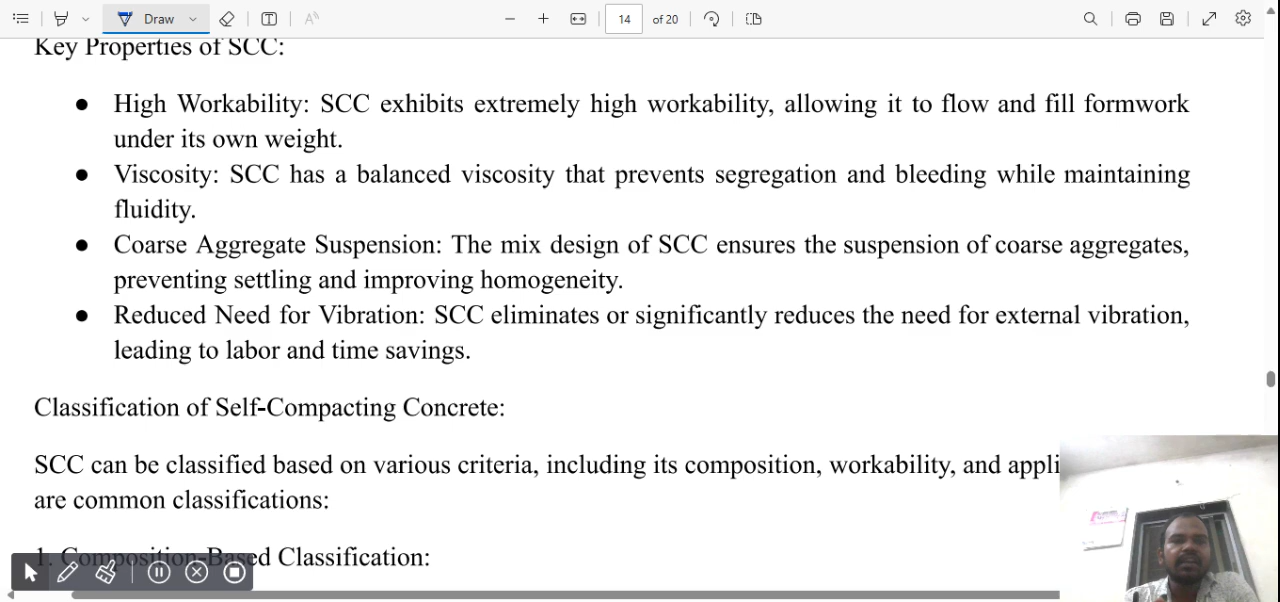 Draw
14 of 20
Key Properties of SCC:
● High Workability: SCC exhibits extremely high workability, allowing it to flow and fill formwork
under its own weight.
● Viscosity: SCC has a balanced viscosity that prevents segregation and bleeding while maintaining
fluidity.
● Coarse Aggregate Suspension: The mix design of SCC ensures the suspension of coarse aggregates,
preventing settling and improving homogeneity.
● Reduced Need for Vibration: SCC eliminates or significantly reduces the need for external vibration,
leading to labor and time savings.
Classification of Self-Compacting Concrete:
SCC can be classified based on various criteria, including its composition, workability, and appli
are common classifications:
1. Composition-Based Classification: